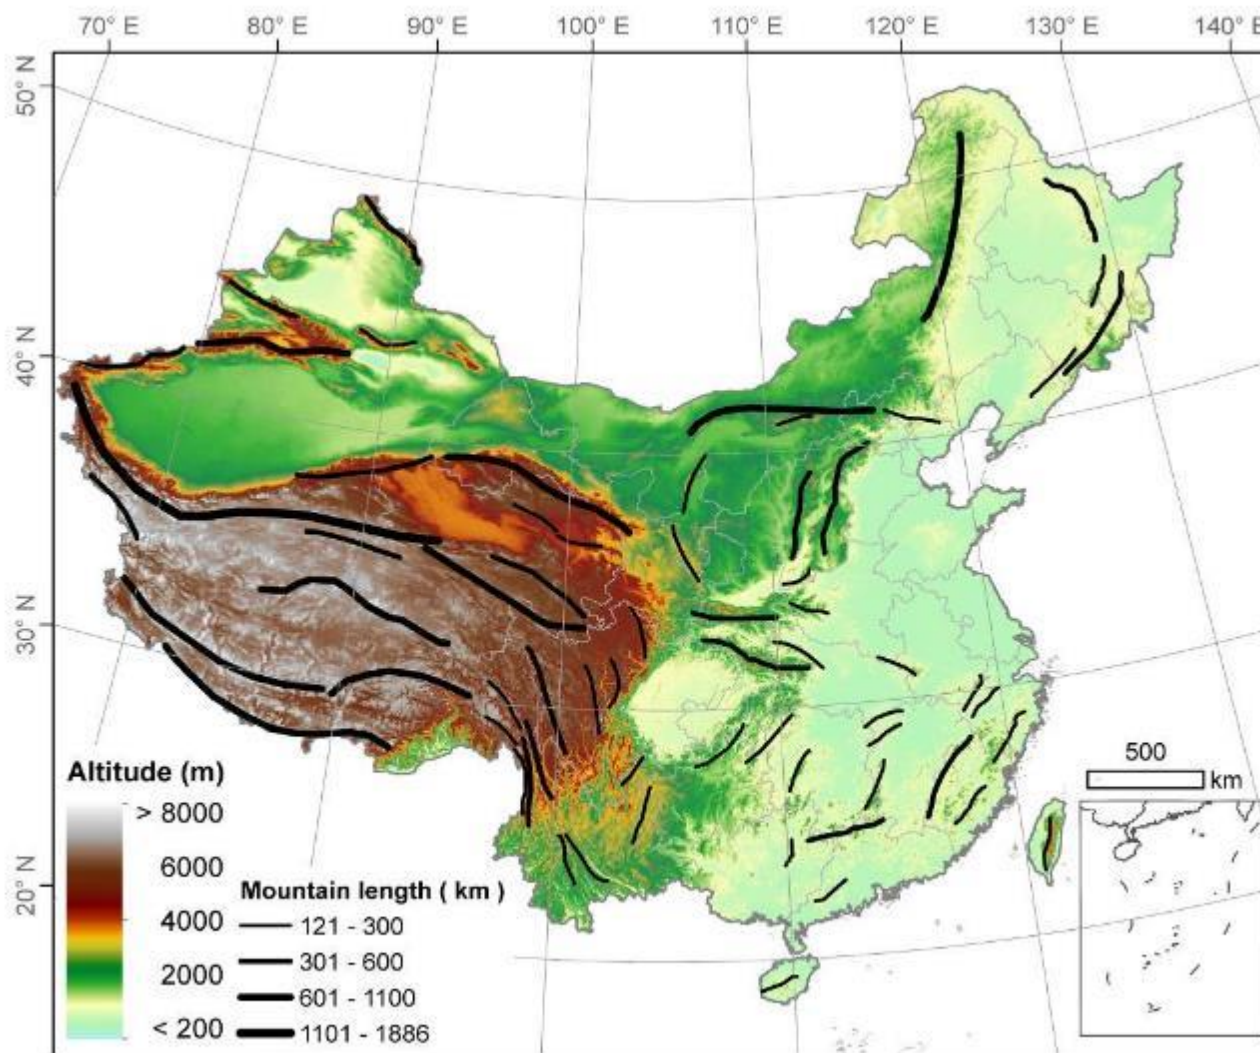 70° E 80° E 90° E 100° E 110° E 120° E 130° E 140° E
50° N
40° N
30° N
20° N
Altitude (m)
> 8000
6000
4000
2000
< 200
Mountain length ( km )
121 - 300
301 - 600
601 - 1100
1101 - 1886
500
km